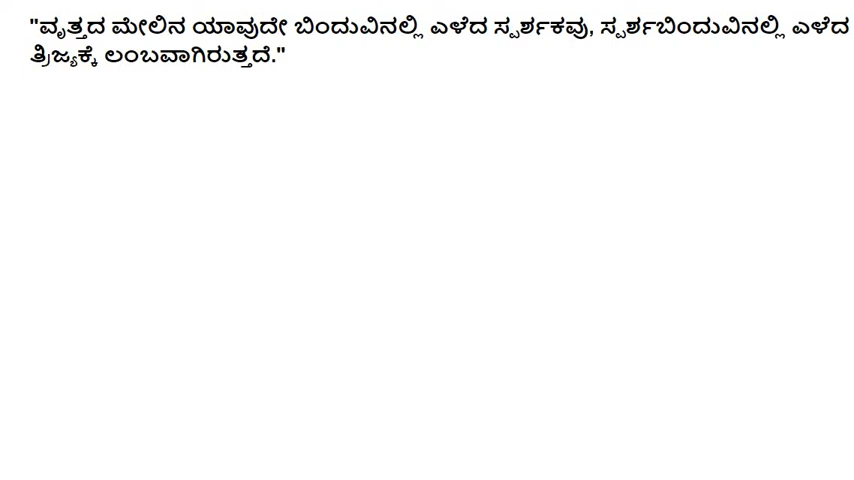 "ವೃತ್ತದ ಮೇಲಿನ ಯಾವುದೇ ಬಿಂದುವಿನಲ್ಲಿ ಎಳೆದ ಸ್ಪರ್ಶಕವು, ಸ್ಪರ್ಶಬಿಂದುವಿನಲ್ಲಿ ಎಳೆದ
ತ್ರಿಜ್ಯಕ್ಕೆ ಲಂಬವಾಗಿರುತ್ತದೆ."